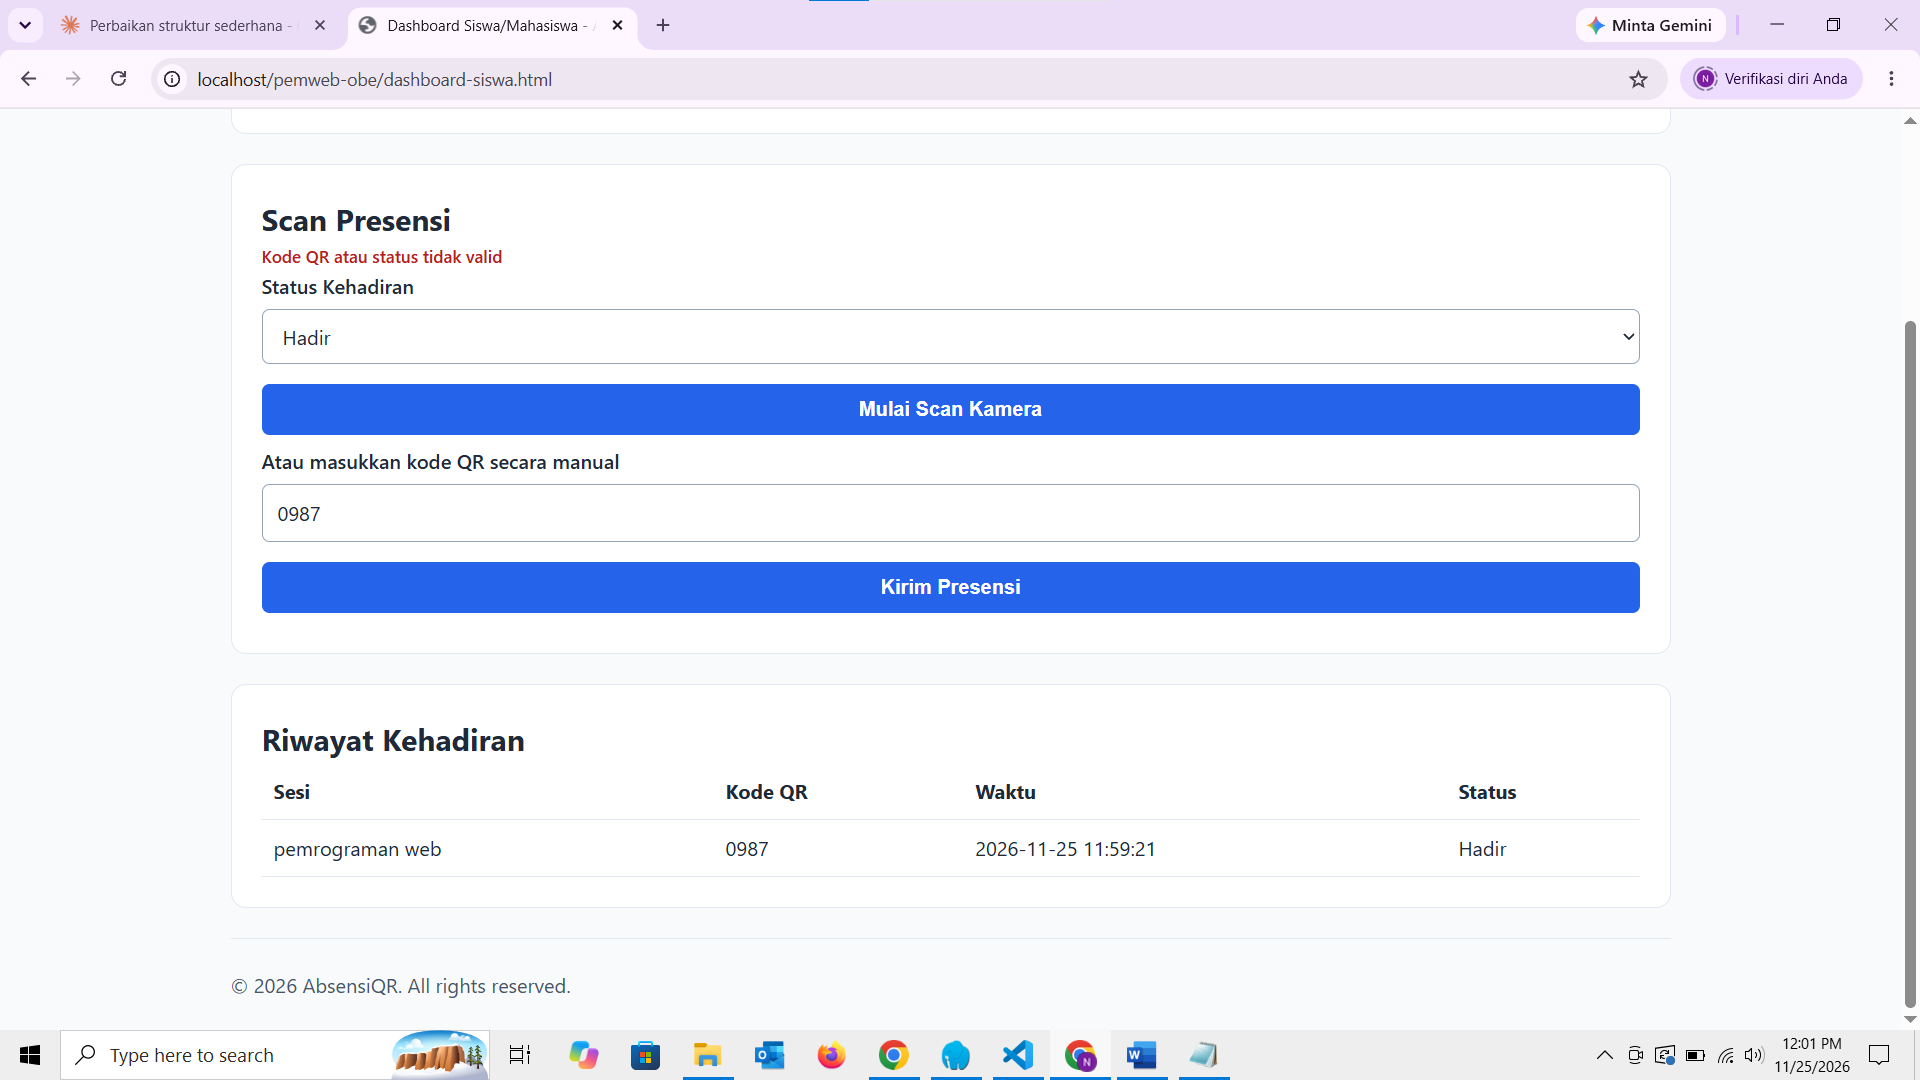 Perbaikan struktur sederhana -
Dashboard Siswa/Mahasiswa -
Minta Gemini
localhost/pemweb-obe/dashboard-siswa.html
N
Verifikasi diri Anda
Scan Presensi
Kode QR atau status tidak valid
Status Kehadiran
Hadir
Mulai Scan Kamera
Atau masukkan kode QR secara manual
0987
Kirim Presensi
Riwayat Kehadiran
Sesi Kode QR Waktu Status
pemrograman web 0987 2026-11-25 11:59:21 Hadir
© 2026 AbsensiQR. All rights reserved.
Type here to search
12:01 PM
11/25/2026